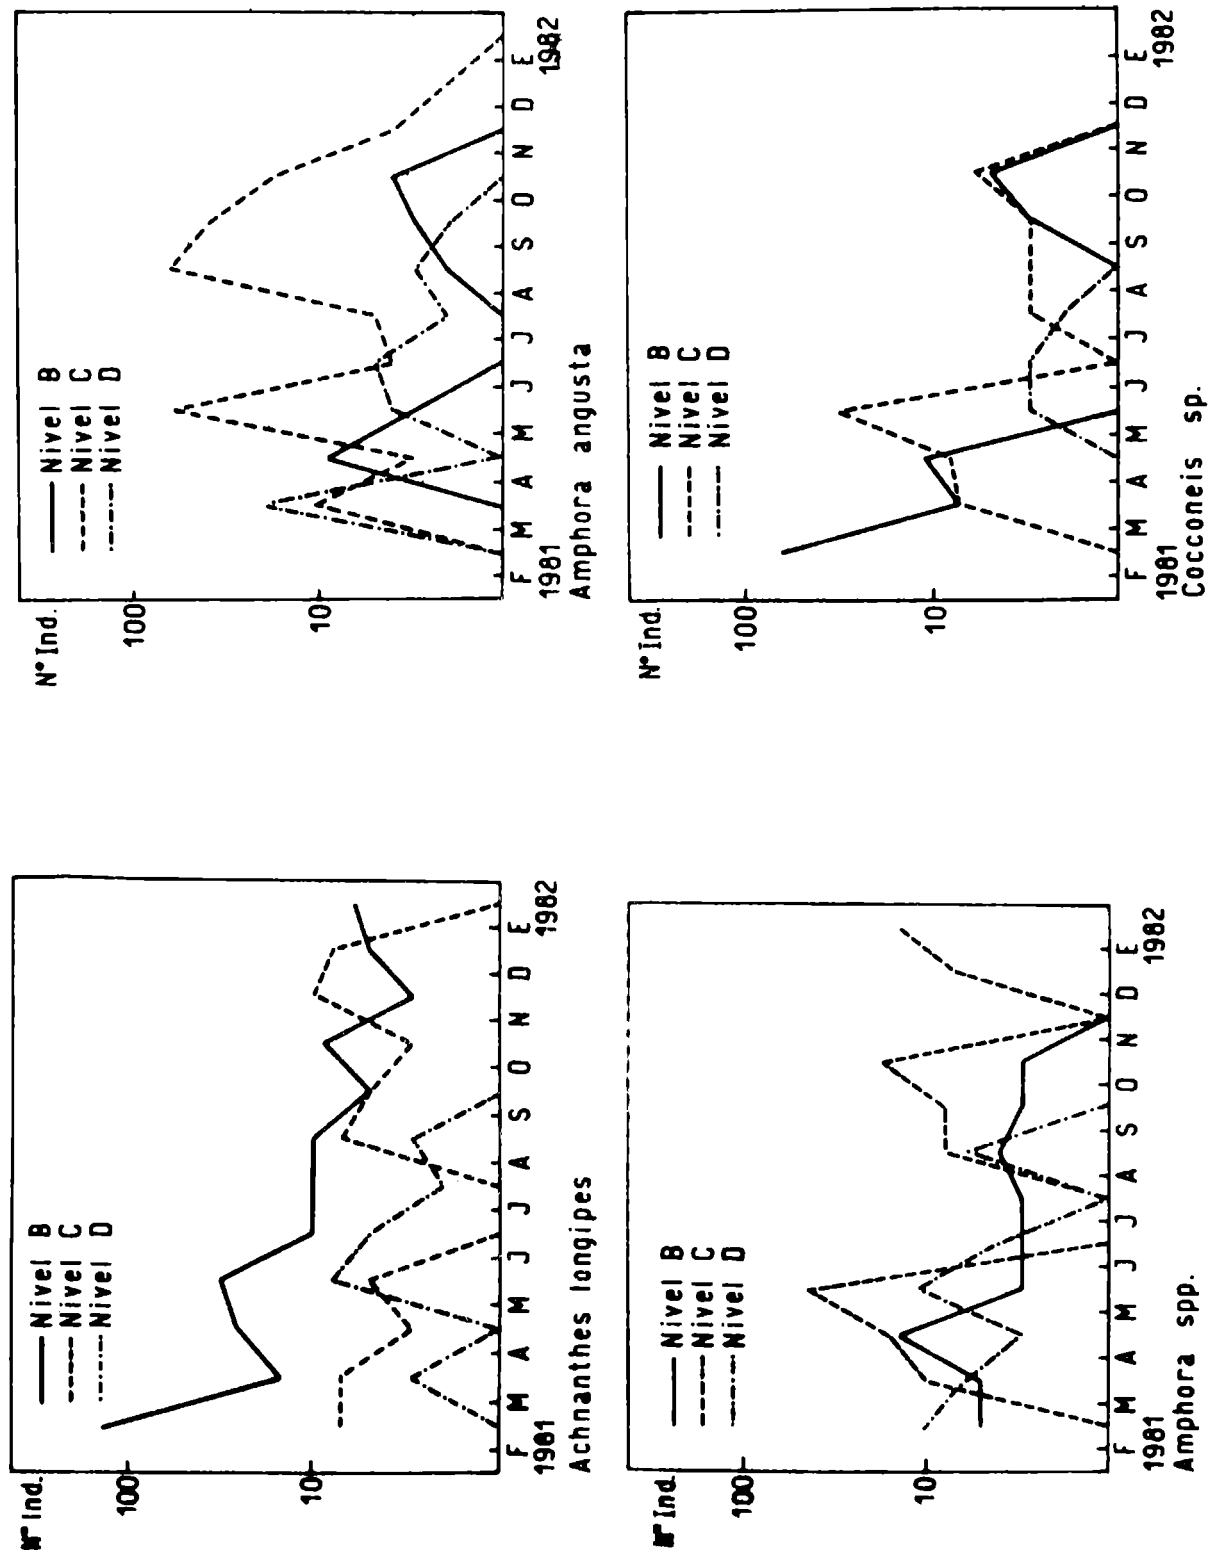 N° Ind.
100
10
Nivel B
Nivel C
Nivel D
F M A M J J A S O N D E
1981 1982
Achnanthes longipes
N° Ind.
100
10
Nivel B
Nivel C
Nivel D
F M A M J J A S O N D E
1981 1982
Amphora angusta
N° Ind.
100
10
Nivel B
Nivel C
Nivel D
F M A M J J A S O N D E
1981 1982
Amphora spp.
N° Ind.
100
10
Nivel B
Nivel C
Nivel D
F M A M J J A S O N D E
1981 1982
Cocconeis sp.